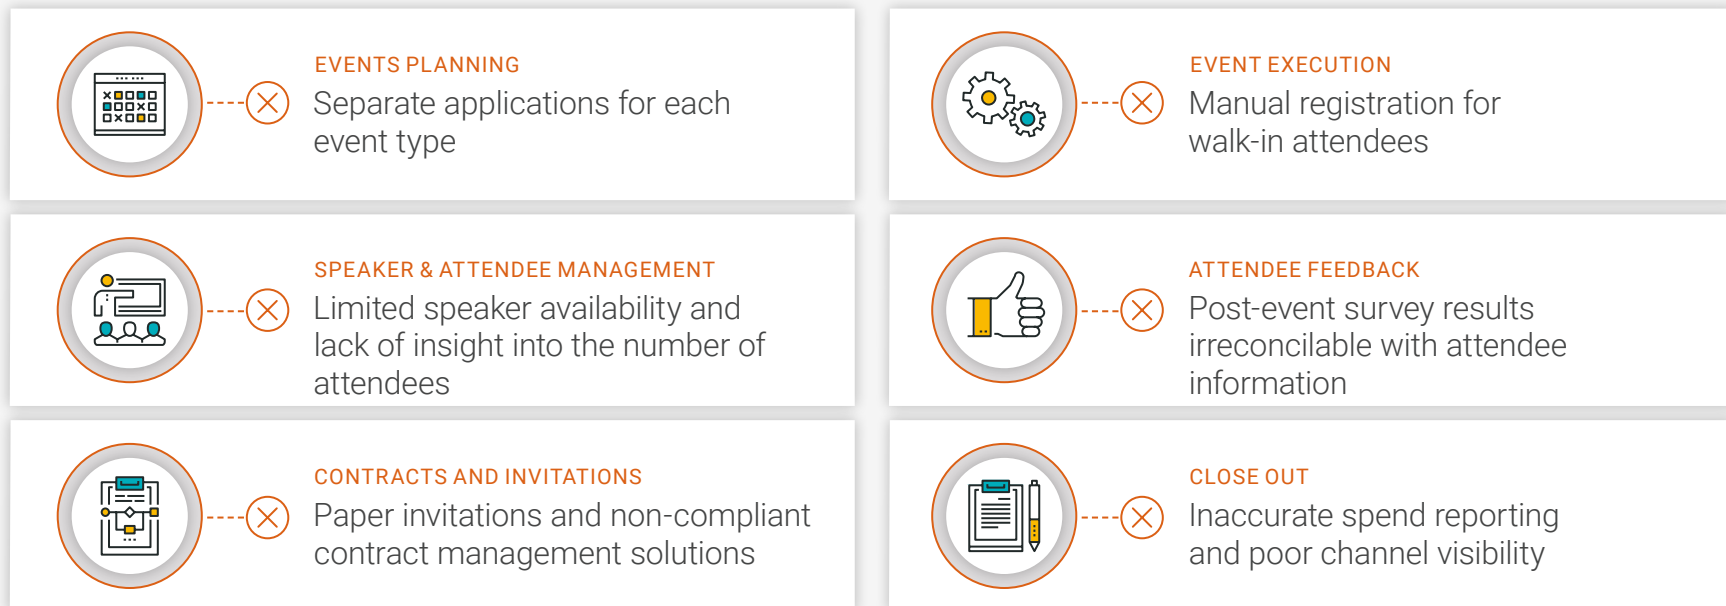 EVENTS PLANNING
Separate applications for each
event type
SPEAKER & ATTENDEE MANAGEMENT
Limited speaker availability and
lack of insight into the number of
attendees
CONTRACTS AND INVITATIONS
Paper invitations and non-compliant
contract management solutions
EVENT EXECUTION
Manual registration for
walk-in attendees
ATTENDEE FEEDBACK
Post-event survey results
irreconcilable with attendee
information
CLOSE OUT
Inaccurate spend reporting
and poor channel visibility